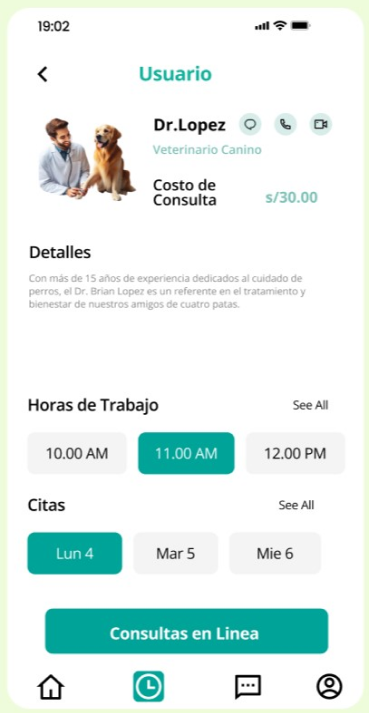 19:02
Usuario
Dr.Lopez
Veterinario Canino
Costo de
Consulta
s/30.00
Detalles
Con más de 15 años de experiencia dedicados al cuidado de
perros, el Dr. Brian Lopez es un referente en el tratamiento y
bienestar de nuestros amigos de cuatro patas.
Horas de Trabajo See All
10.00 AM 11.00 AM 12.00 PM
Citas See All
Lun 4 Mar 5 Mie 6
Consultas en Linea